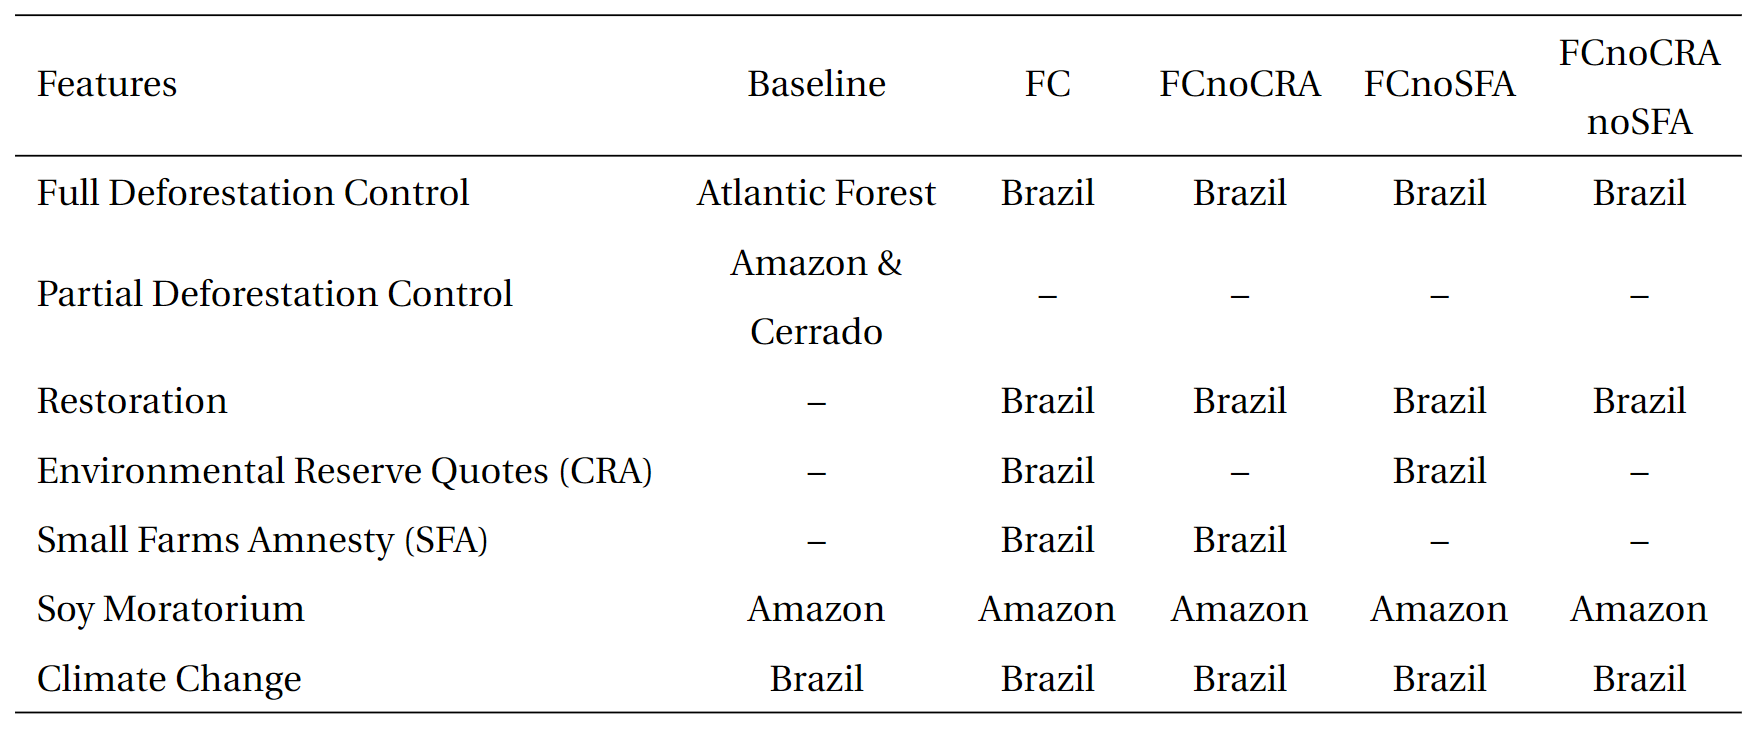 Features Baseline FC FCnoCRA FCnoSFA FCnoCRA
noSFA
Full Deforestation Control Atlantic Forest Brazil Brazil Brazil Brazil
Partial Deforestation Control Amazon &
Cerrado – – – –
Restoration – Brazil Brazil Brazil Brazil
Environmental Reserve Quotes (CRA) – Brazil – Brazil –
Small Farms Amnesty (SFA) – Brazil Brazil – –
Soy Moratorium Amazon Amazon Amazon Amazon Amazon
Climate Change Brazil Brazil Brazil Brazil Brazil